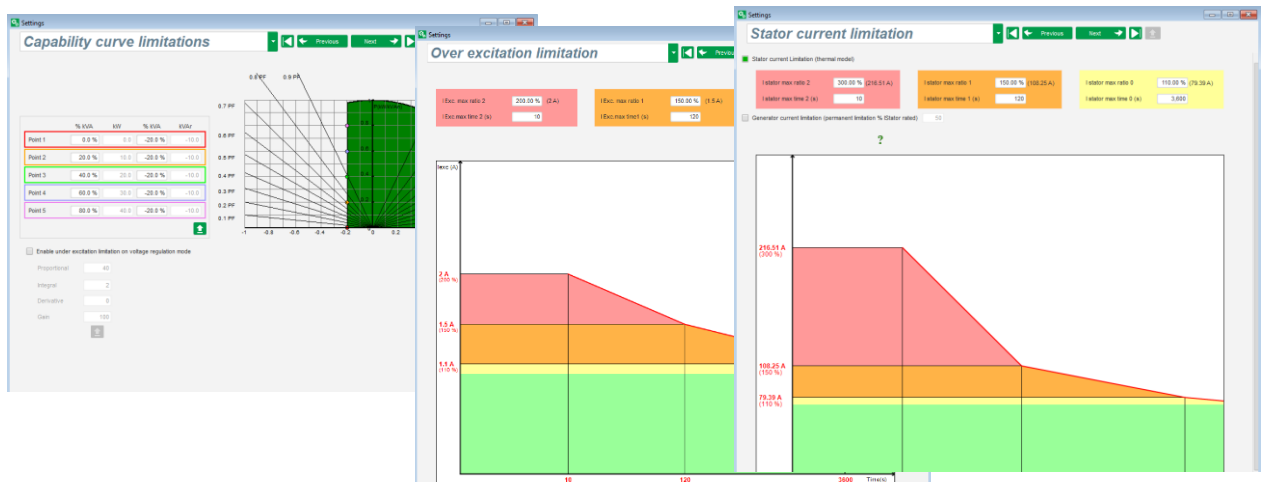 Settings
Capability curve limitations
Previous
Next
0.8 PF
0.9 PF
0.7 PF
0.6 PF
0.5 PF
0.4 PF
0.3 PF
0.2 PF
0.1 PF
-1 -0.8 -0.6 -0.4 -0.2 0 0.2
% kVA kW % kVA kVAr
Point 1 0.0 % 0.0 -20.0 % -10.0
Point 2 20.0 % 10.0 -20.0 % -10.0
Point 3 40.0 % 20.0 -20.0 % -10.0
Point 4 60.0 % 30.0 -20.0 % -10.0
Point 5 80.0 % 40.0 -20.0 % -10.0
Enable under excitation limitation on voltage regulation mode
Proportional 40
Integral 2
Derivative 0
Gain 100
Settings
Over excitation limitation
Previous
I Exc. max ratio 2 200.00 % (2 A)
I Exc.max time 2 (s) 10
I Exc. max ratio 1 150.00 % (1.5 A)
I Exc.max time1 (s) 120
Iexc (A)
2 A
(200 %)
1.5 A
(150 %)
1.1 A
(110 %)
10 120 3600 Time(s)
Settings
Stator current limitation
Previous
Next
Stator current Limitation (thermal model)
I stator max ratio 2 300.00 % (216.51 A)
I stator max time 2 (s) 10
I stator max ratio 1 150.00 % (108.25 A)
I stator max time 1 (s) 120
I stator max ratio 0 110.00 % (79.39 A)
I stator max time 0 (s) 3,600
Generator current limitation (permanent limitation % iStator rated) 50
?
216.51 A
(300 %)
108.25 A
(150 %)
79.39 A
(110 %)